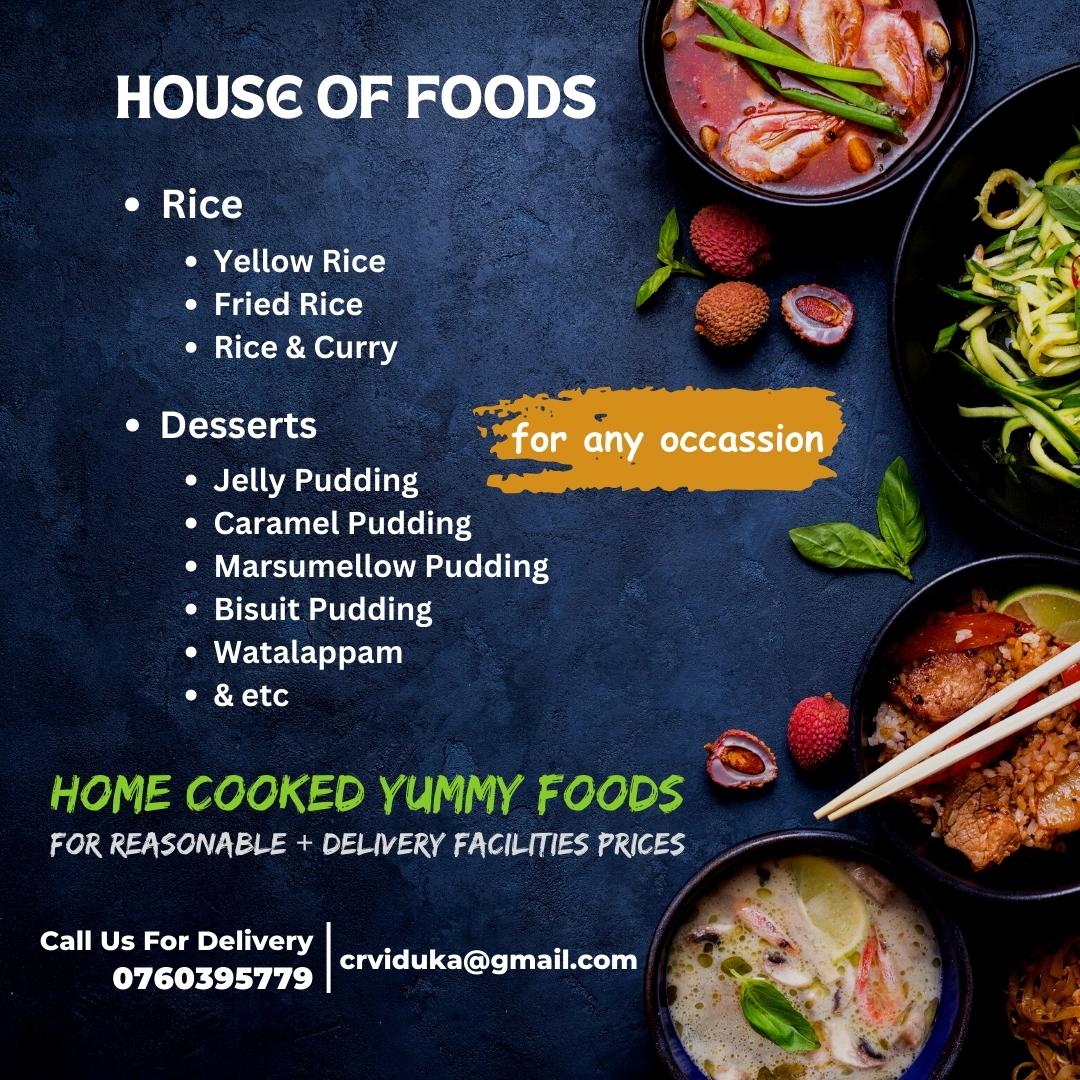 HOUSE OF FOODS
• Rice
• Yellow Rice
• Fried Rice
• Rice & Curry
• Desserts
for any occassion
• Jelly Pudding
• Caramel Pudding
• Marsumellow Pudding
• Bisuit Pudding
• Watalappam
• & etc
HOME COOKED YUMMY FOODS
FOR REASONABLE + DELIVERY FACILITIES PRICES
Call Us For Delivery
0760395779
crviduka@gmail.com